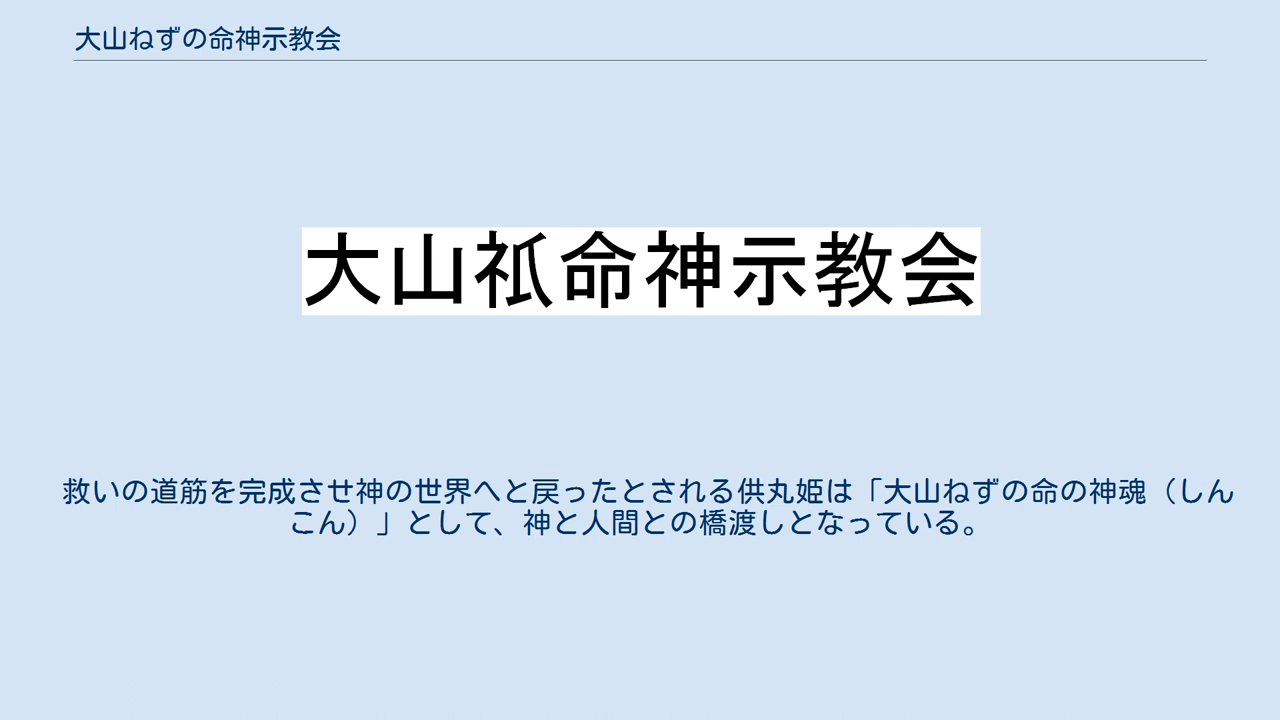 大山ねずの命神示教会
大山祇命神示教会
救いの道筋を完成させ神の世界へと戻ったとされる供丸姫は「大山ねずの命の神魂（しん
こん）」として、神と人間との橋渡しとなっている。